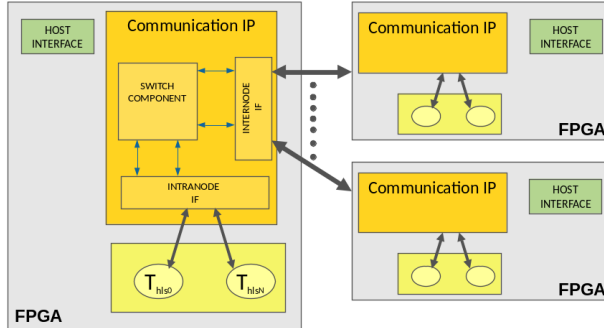 HOST
INTERFACE
Communication IP
SWITCH
COMPONENT
INTERNODE
IF
INTRANODE
IF
Thls0
ThlsN
FPGA
Communication IP
HOST
INTERFACE
FPGA
Communication IP
HOST
INTERFACE
FPGA